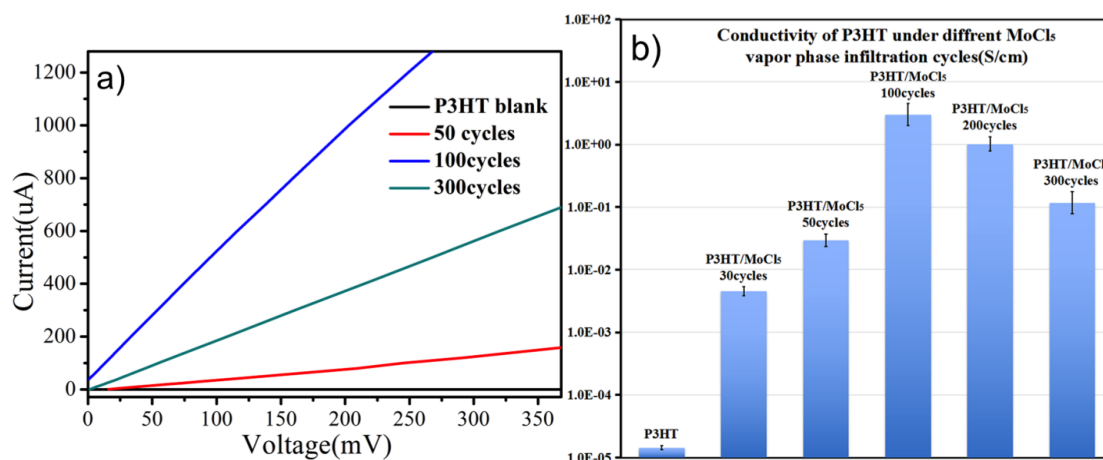 a)
P3HT blank
50 cycles
100cycles
300cycles
Current(uA)
1200
1000
800
600
400
200
0
0 50 100 150 200 250 300 350
Voltage(mV)
b)
Conductivity of P3HT under diffrent MoCl5
vapor phase infiltration cycles(S/cm)
1.0E+02
1.0E+01
1.0E+00
1.0E-01
1.0E-02
1.0E-03
1.0E-04
1.0E-05
P3HT
P3HT/MoCl5
30cycles
P3HT/MoCl5
50cycles
P3HT/MoCl5
100cycles
P3HT/MoCl5
200cycles
P3HT/MoCl5
300cycles